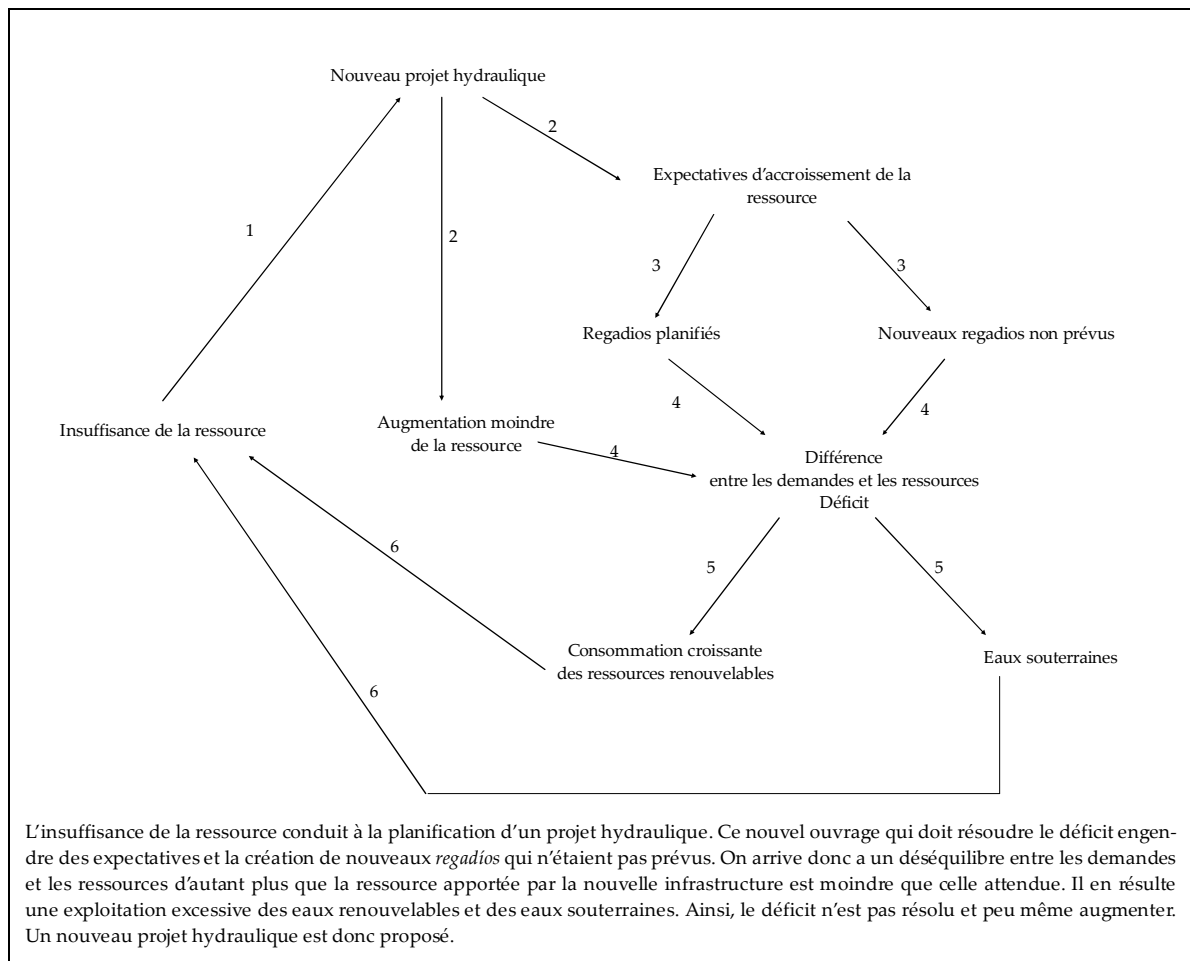 Nouveau projet hydraulique
2
Expectatives d'accroissement de la
ressource
1
2
3
3
Regadios planifiés
Nouveaux regadios non prévus
4
4
Insuffisance de la ressource
Augmentation moindre
de la ressource
4
Différence
entre les demandes et les ressources
Déficit
6
5
5
Consommation croissante
des ressources renouvelables
Eaux souterraines
6
L'insuffisance de la ressource conduit à la planification d'un projet hydraulique. Ce nouvel ouvrage qui doit résoudre le déficit engen-
dre des expectatives et la création de nouveaux regadíos qui n'étaient pas prévus. On arrive donc a un déséquilibre entre les demandes
et les ressources d'autant plus que la ressource apportée par la nouvelle infrastructure est moindre que celle attendue. Il en résulte
une exploitation excessive des eaux renouvelables et des eaux souterraines. Ainsi, le déficit n'est pas résolu et peu même augmenter.
Un nouveau projet hydraulique est donc proposé.